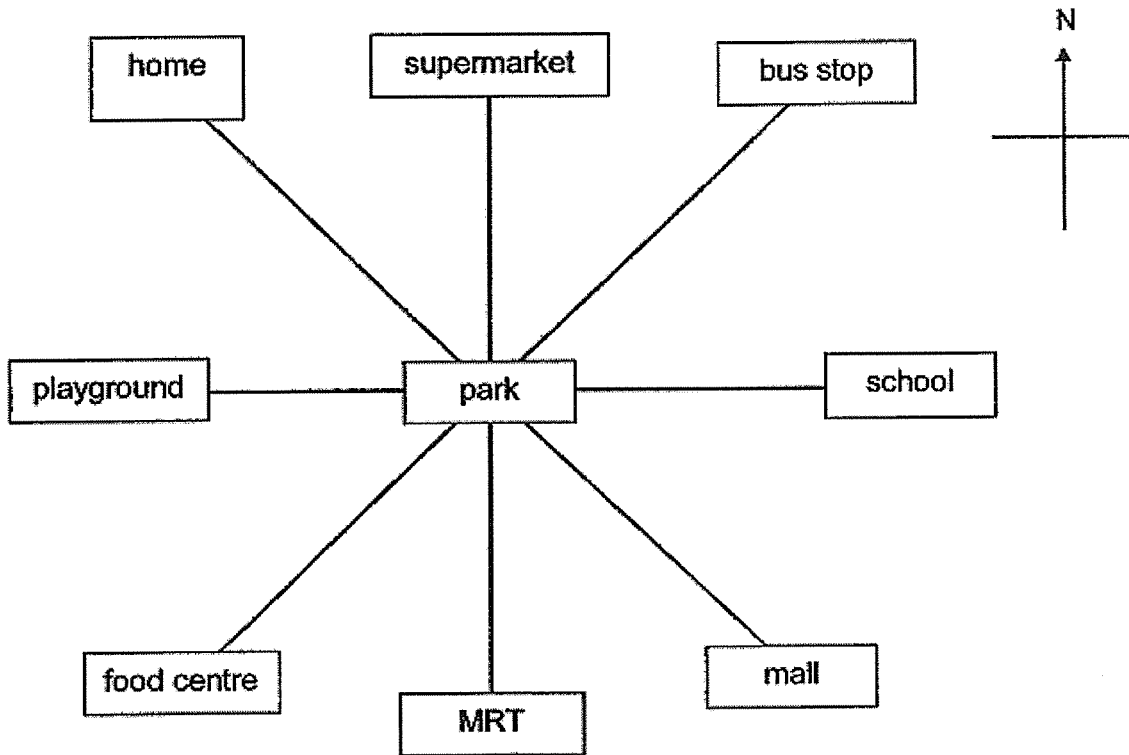 N
home
supermarket
bus stop
playground
park
school
food centre
MRT
mall